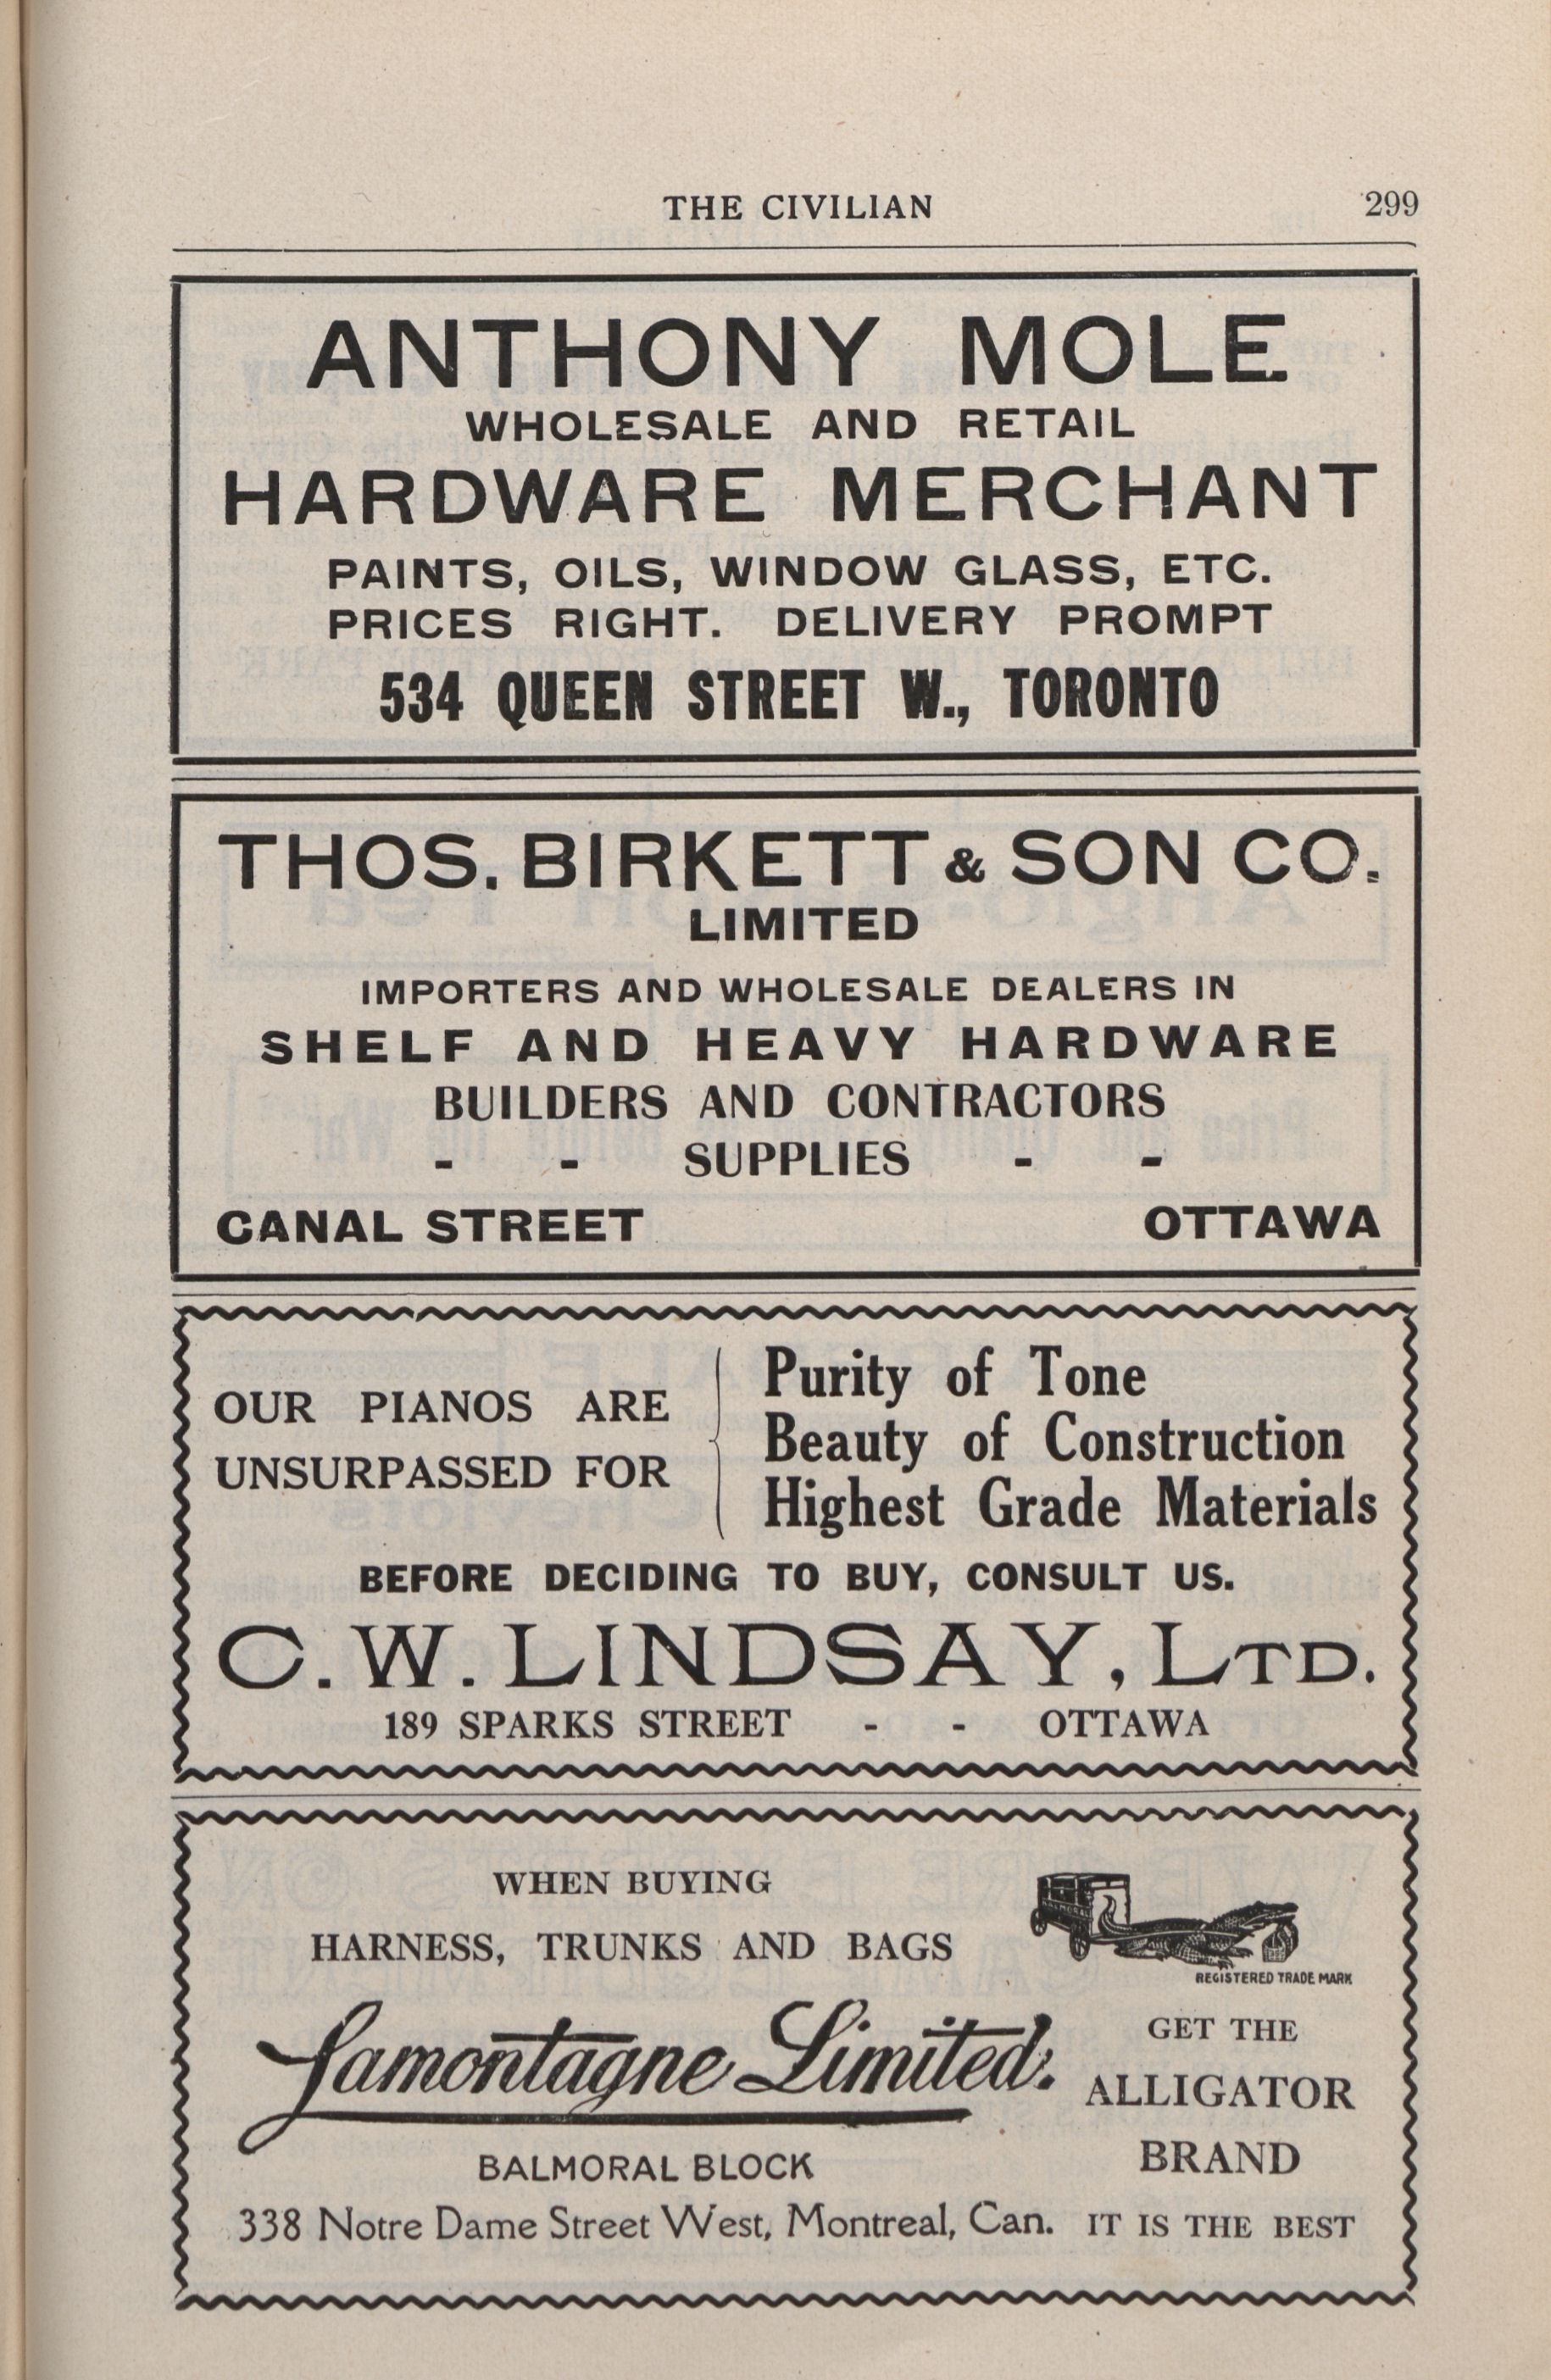 THE CIVILIAN 299
ANTHONY MOLE
WHOLESALE AND RETAIL
HARDWARE MERCHANT
PAINTS, OILS, WINDOW GLASS, ETC.
PRICES RIGHT. DELIVERY PROMPT
534 QUEEN STREET W., TORONTO
THOS. BIRKETT & SON CO.
LIMITED
IMPORTERS AND WHOLESALE DEALERS IN
SHELF AND HEAVY HARDWARE
BUILDERS AND CONTRACTORS
- - SUPPLIES - -
CANAL STREET OTTAWA
OUR PIANOS ARE
UNSURPASSED FOR
Purity of Tone
Beauty of Construction
Highest Grade Materials
BEFORE DECIDING TO BUY, CONSULT US.
C. W. LINDSAY, LTD.
189 SPARKS STREET - - OTTAWA
WHEN BUYING
HARNESS, TRUNKS AND BAGS
REGISTERED TRADE MARK
Lamontagne Limited.
BALMORAL BLOCK
338 Notre Dame Street West, Montreal, Can.
GET THE
ALLIGATOR
BRAND
IT IS THE BEST